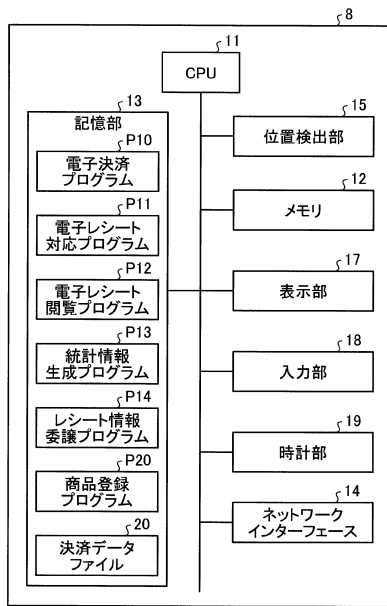 8
11
CPU
13
記憶部
P10
電子決済
プログラム
P11
電子レシート
対応プログラム
P12
電子レシート
閲覧プログラム
P13
統計情報
生成プログラム
P14
レシート情報
委譲プログラム
P20
商品登録
プログラム
20
決済データ
ファイル
15
位置検出部
12
メモリ
17
表示部
18
入力部
19
時計部
14
ネットワーク
インターフェース